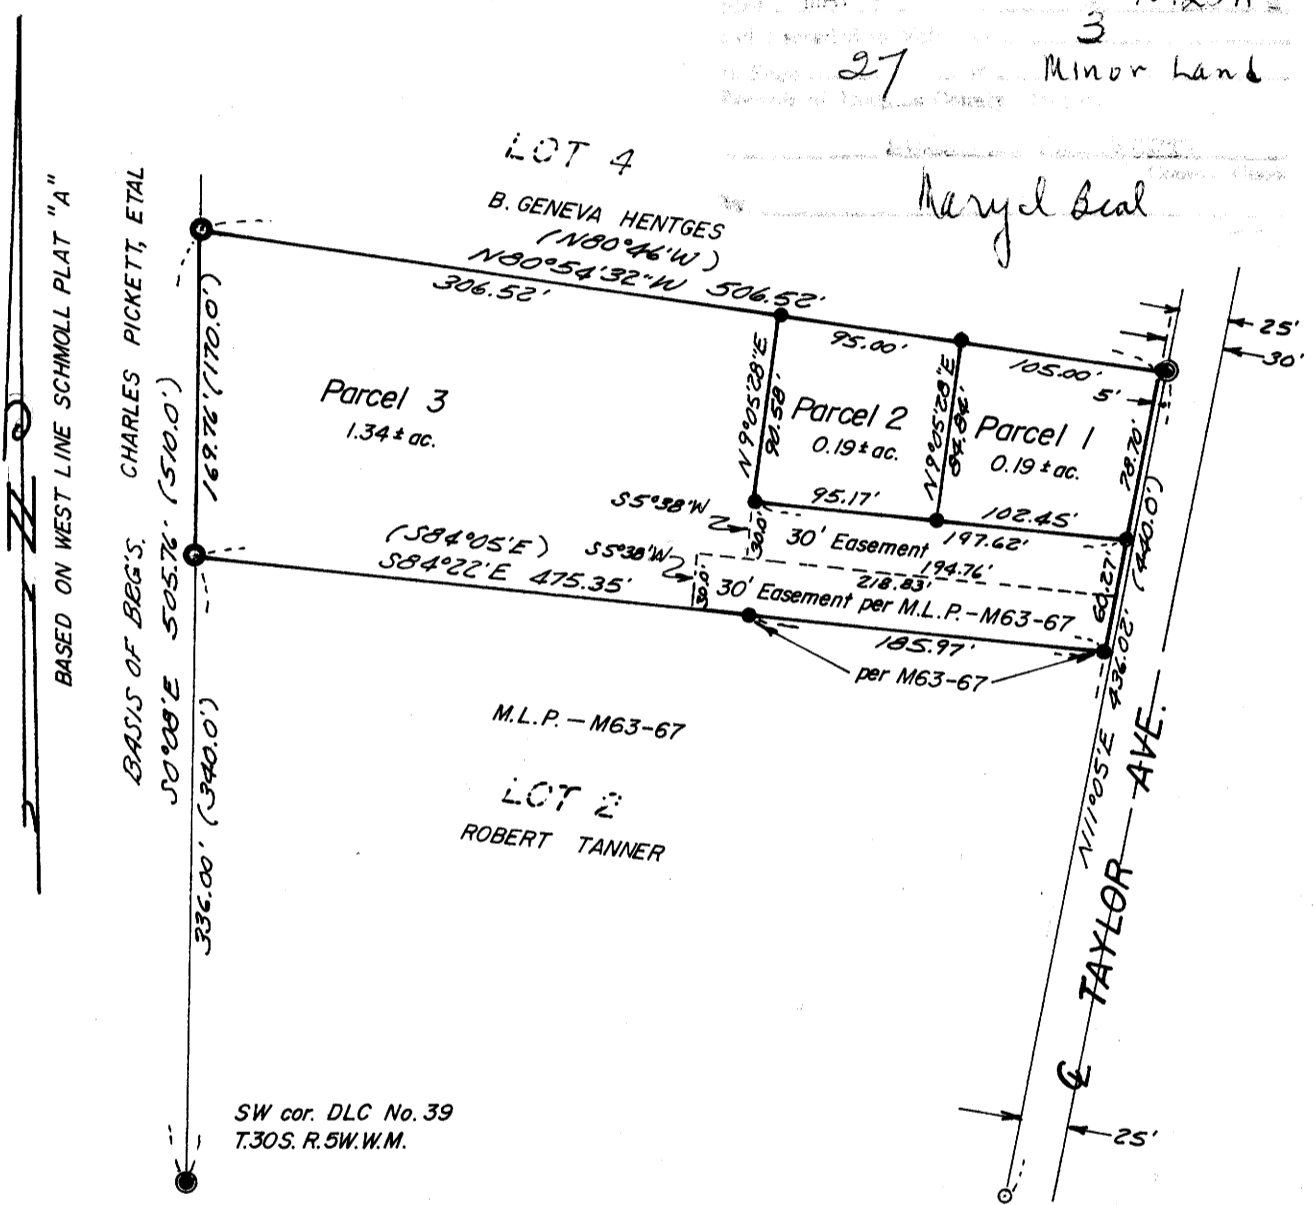 3
27 Minor Land
Maryl Beal
BASED ON WEST LINE SCHMOLL PLAT "A"
BASIS OF BRG'S. CHARLES PICKETT, ETAL
S0°08'E 505.76' (510.0')
169.76' (170.0')
336.00' (340.0')
N
LOT 4
B. GENEVA HENTGES
(N80°46'W)
N80°54'32"W 506.52'
306.52'
95.00'
105.00'
25'
30'
5'
Parcel 3
1.34± ac.
N9°05'28"E
90.58'
Parcel 2
0.19± ac.
N9°05'28"E
84.84'
Parcel 1
0.19± ac.
78.70'
S5°38'W
30.0'
95.17'
102.45'
30' Easement 197.62'
194.76'
(S84°05'E)
S84°22'E 475.35'
S5°38'W
30.0'
218.83'
30' Easement per M.L.P.-M63-67
60.27'
185.97'
per M63-67
N11°05'E 436.02' (440.0')
M.L.P. - M63-67
LOT 2
ROBERT TANNER
TAYLOR AVE.
℄
25'
SW cor. DLC No. 39
T.30S. R.5W.W.M.